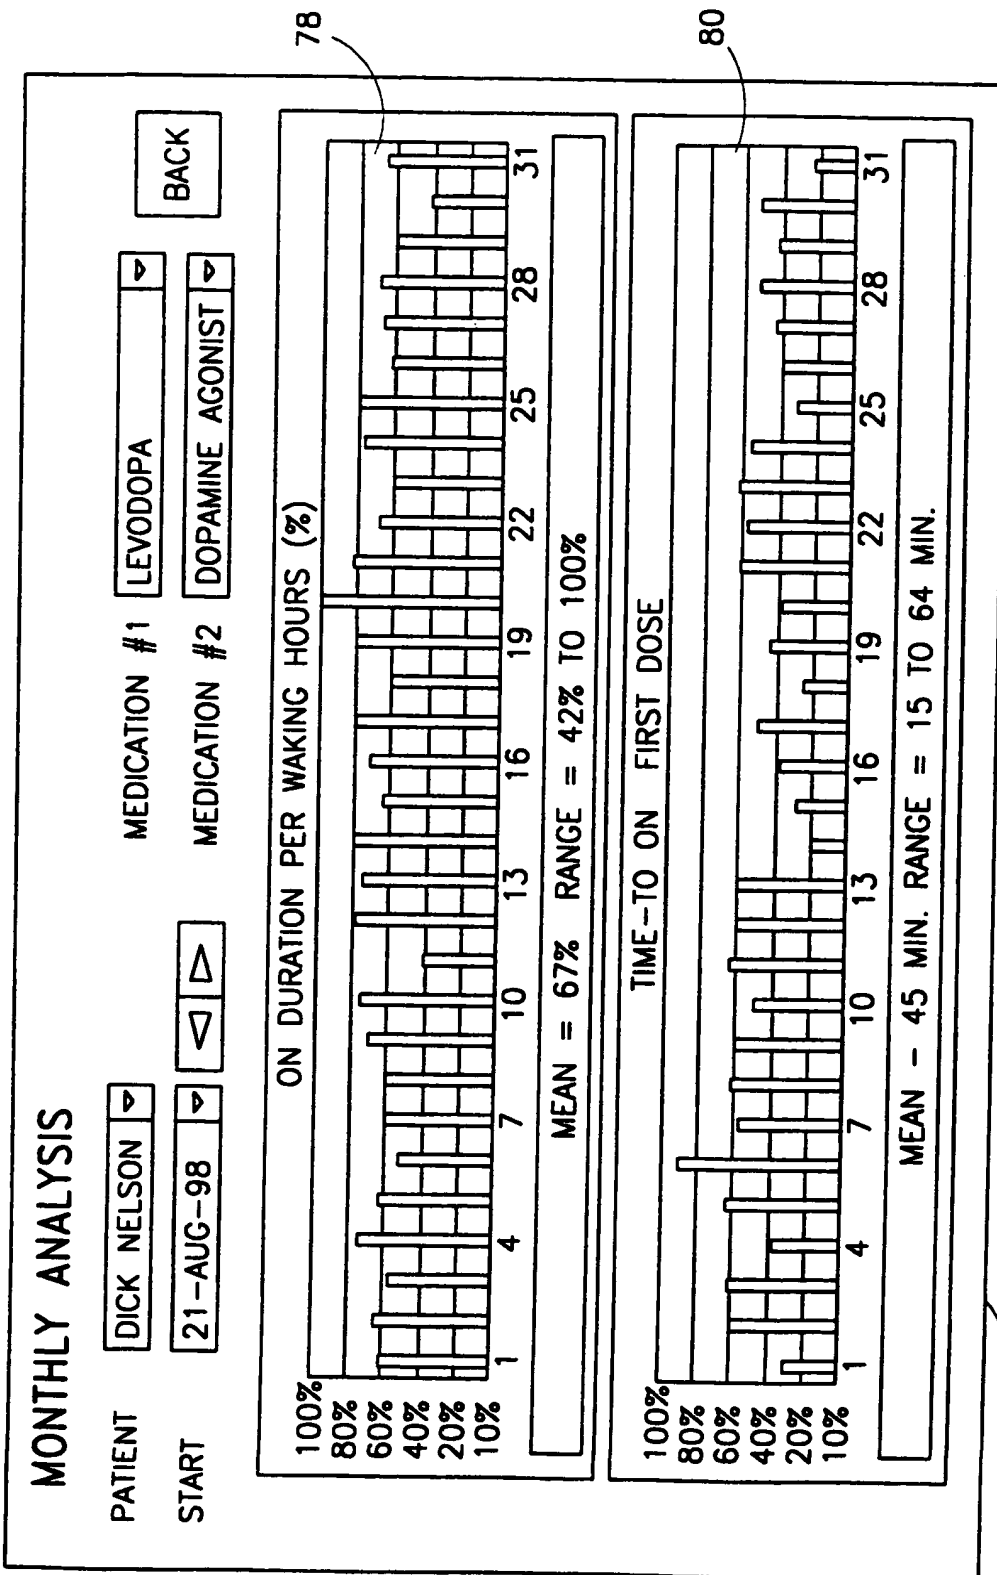 MONTHLY ANALYSIS
PATIENT DICK NELSON MEDICATION #1 LEVODOPA BACK
START 21-AUG-98 MEDICATION #2 DOPAMINE AGONIST
ON DURATION PER WAKING HOURS (%)
78
100%
80%
60%
40%
20%
10%
1 4 7 10 13 16 19 22 25 28 31
MEAN = 67% RANGE = 42% TO 100%
TIME-TO ON FIRST DOSE
80
100%
80%
60%
40%
20%
10%
1 4 7 10 13 16 19 22 25 28 31
MEAN - 45 MIN. RANGE = 15 TO 64 MIN.